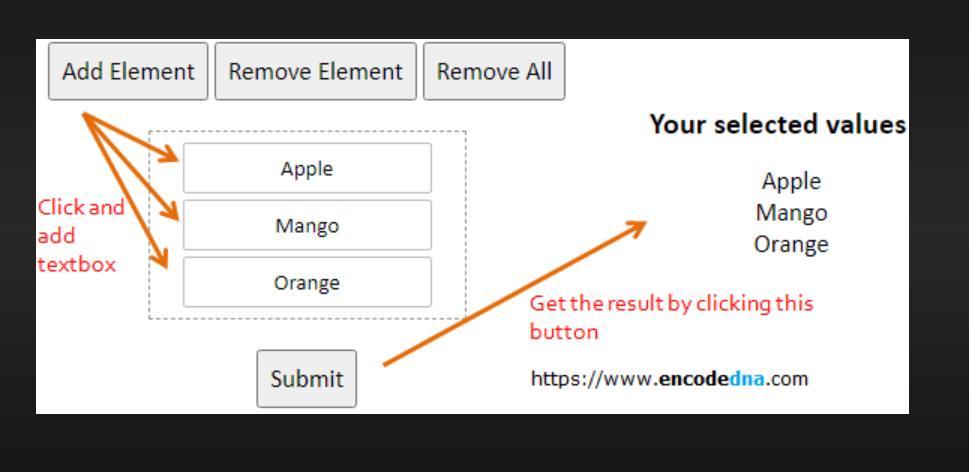 Add Element Remove Element Remove All
Your selected values
Apple
Mango
Orange
Click and
add
textbox
Apple
Mango
Orange
Get the result by clicking this
button
Submit
https://www.encodedna.com